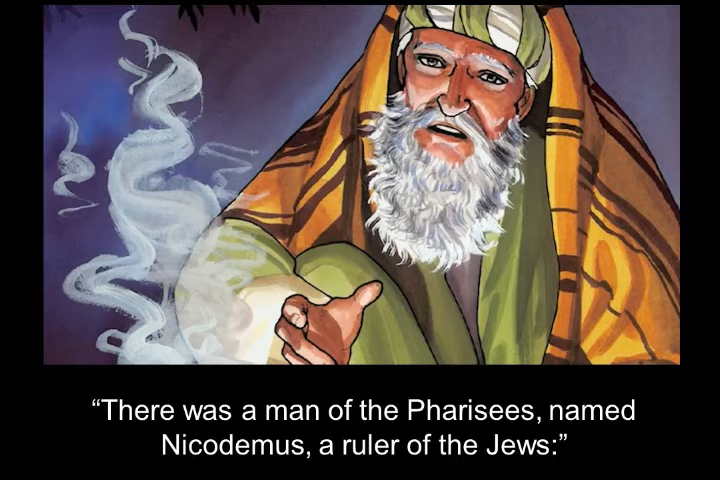 “There was a man of the Pharisees, named
Nicodemus, a ruler of the Jews:”